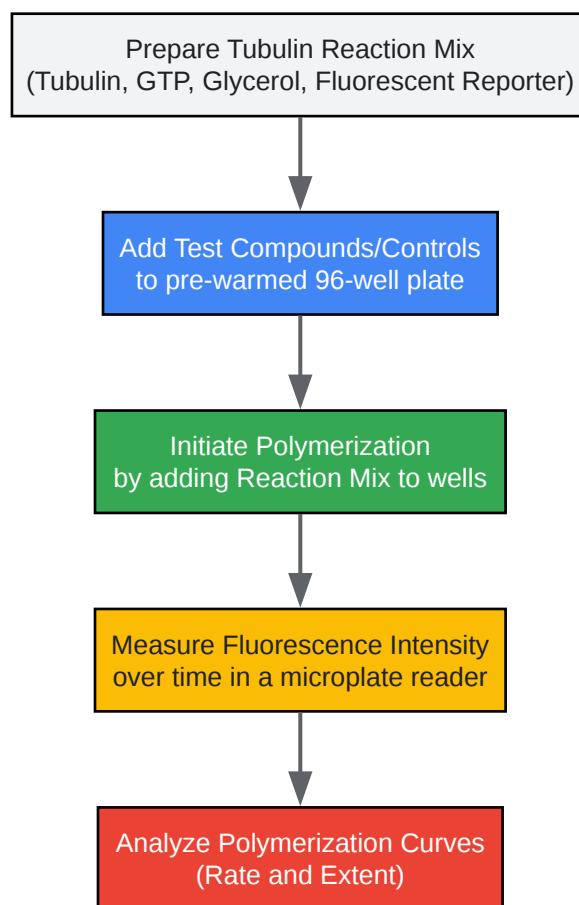 Prepare Tubulin Reaction Mix
(Tubulin, GTP, Glycerol, Fluorescent Reporter)
Add Test Compounds/Controls
to pre-warmed 96-well plate
Initiate Polymerization
by adding Reaction Mix to wells
Measure Fluorescence Intensity
over time in a microplate reader
Analyze Polymerization Curves
(Rate and Extent)